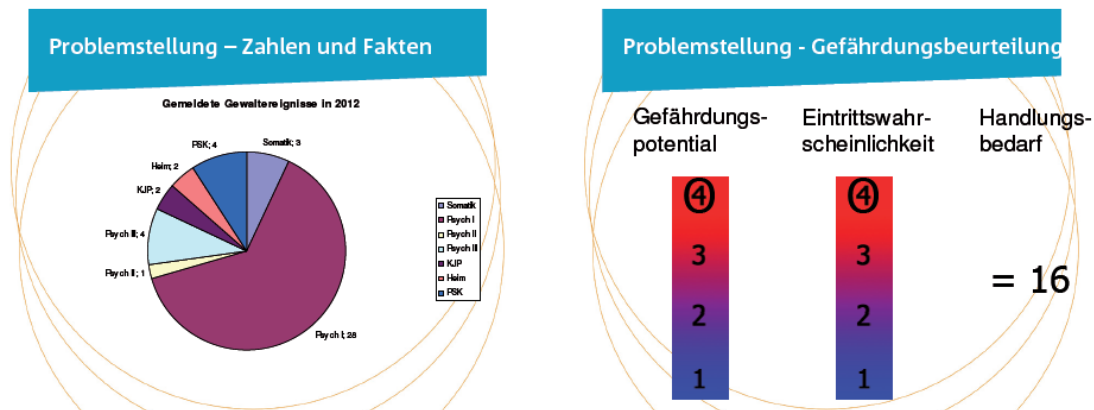 Problemstellung – Zahlen und Fakten
Gemeldete Gewaltereignisse in 2012
PSK; 4
Somatik; 3
Heim; 2
KJP; 2
Psych III; 4
Psych II; 1
Psych I; 28
Somatik
Psych I
Psych II
Psych III
KJP
Heim
PSK
Problemstellung - Gefährdungsbeurteilung
Gefährdungs-
potential
Eintrittswahr-
scheinlichkeit
Handlungs-
bedarf
4
3
2
1
4
3
2
1
= 16